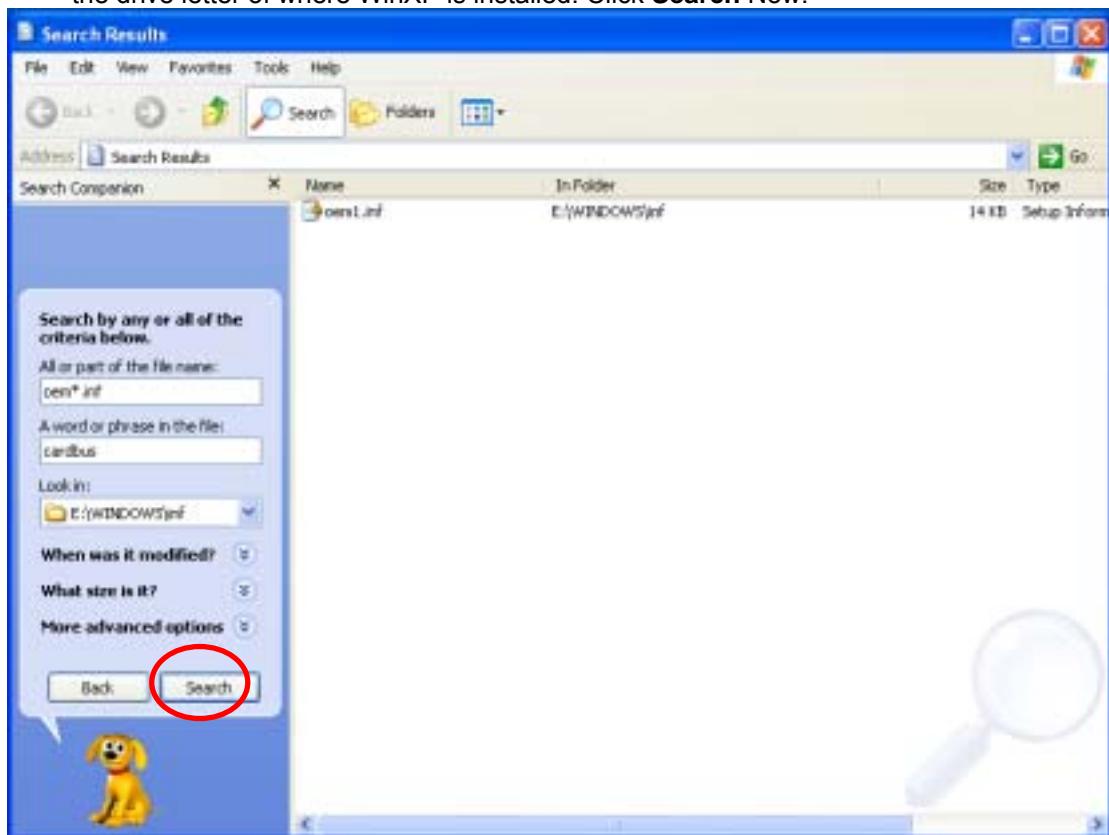 the drive letter of where WinXP is installed. Click Search Now.
Search Results
File Edit View Favorites Tools Help
Back Search Folders
Address Search Results Go
Search Companion Name In Folder Size Type
oem1.inf E:\WINDOWS\inf 14 KB Setup Inform
Search by any or all of the
criteria below.
All or part of the file name:
oem*.inf
A word or phrase in the file:
cardbus
Look in:
E:\WINDOWS\inf
When was it modified?
What size is it?
More advanced options
Back Search